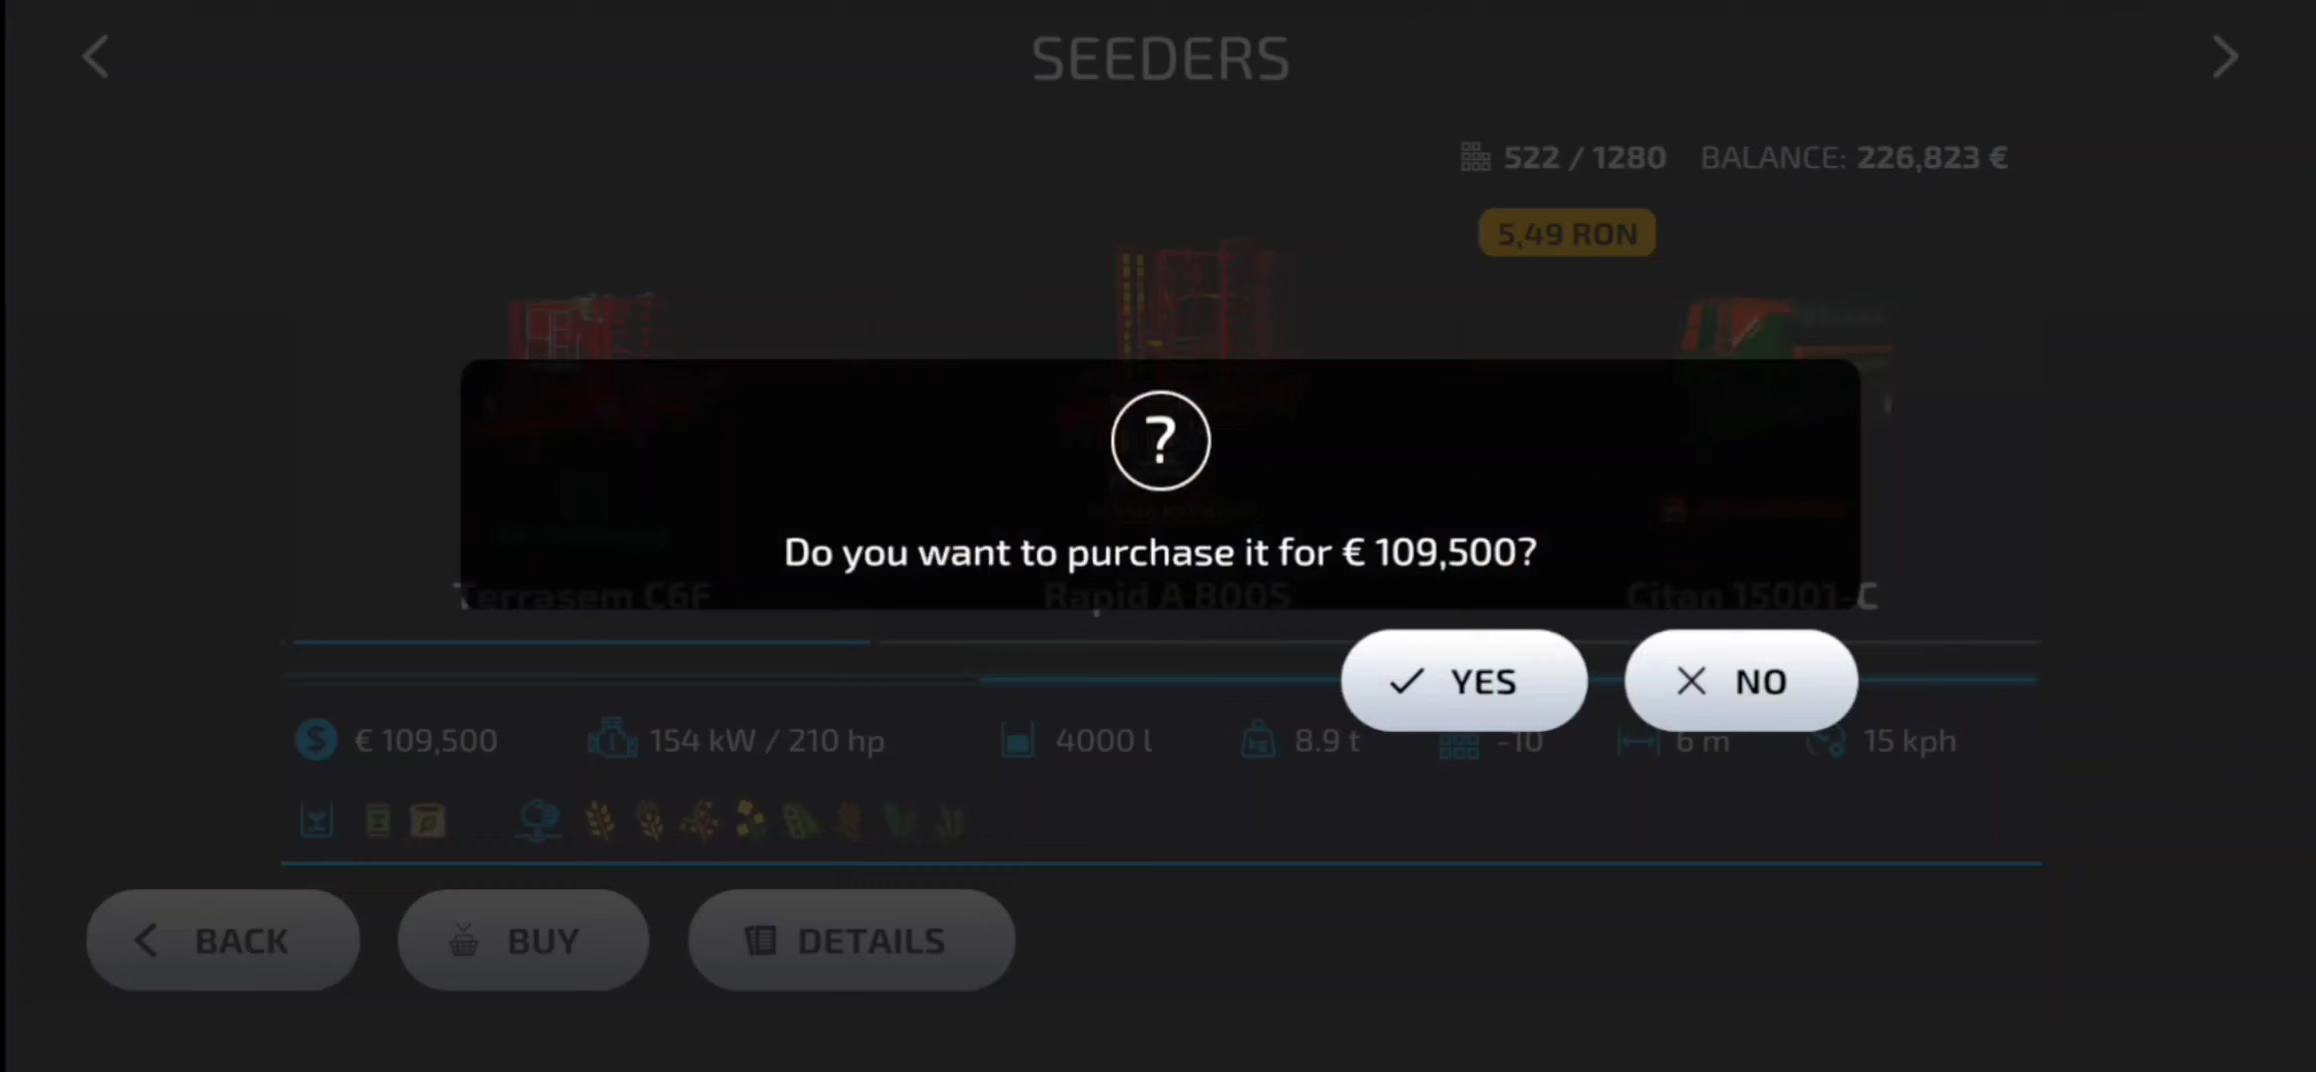 SEEDERS
522 / 1280 BALANCE: 226,823 €
5,49 RON
?
Do you want to purchase it for € 109,500?
Terrasem C6F Rapid A 800S Citan 15001-C
YES NO
€ 109,500 154 kW / 210 hp 4000 l 8.9 t -10 6 m 15 kph
BACK BUY DETAILS